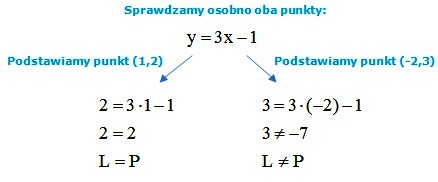 Sprawdzamy osobno oba punkty:
y = 3x − 1
Podstawiamy punkt (1,2)
2 = 3·1−1
2 = 2
L = P
Podstawiamy punkt (-2,3)
3 = 3·(−2)−1
3 ≠ −7
L ≠ P